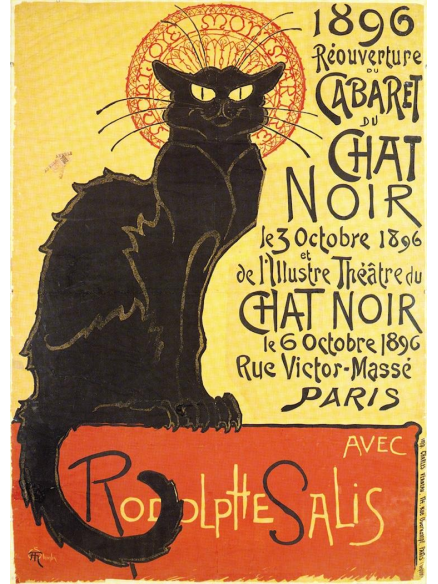 1896
Réouverture
DU
CABARET
DU
CHAT
NOIR
le 3 Octobre 1896
et
de l'Illustre Théâtre du
CHAT NOIR
le 6 Octobre 1896
Rue Victor-Massé
PARIS
AVEC
RODOLPHE SALIS
MONTJOYE